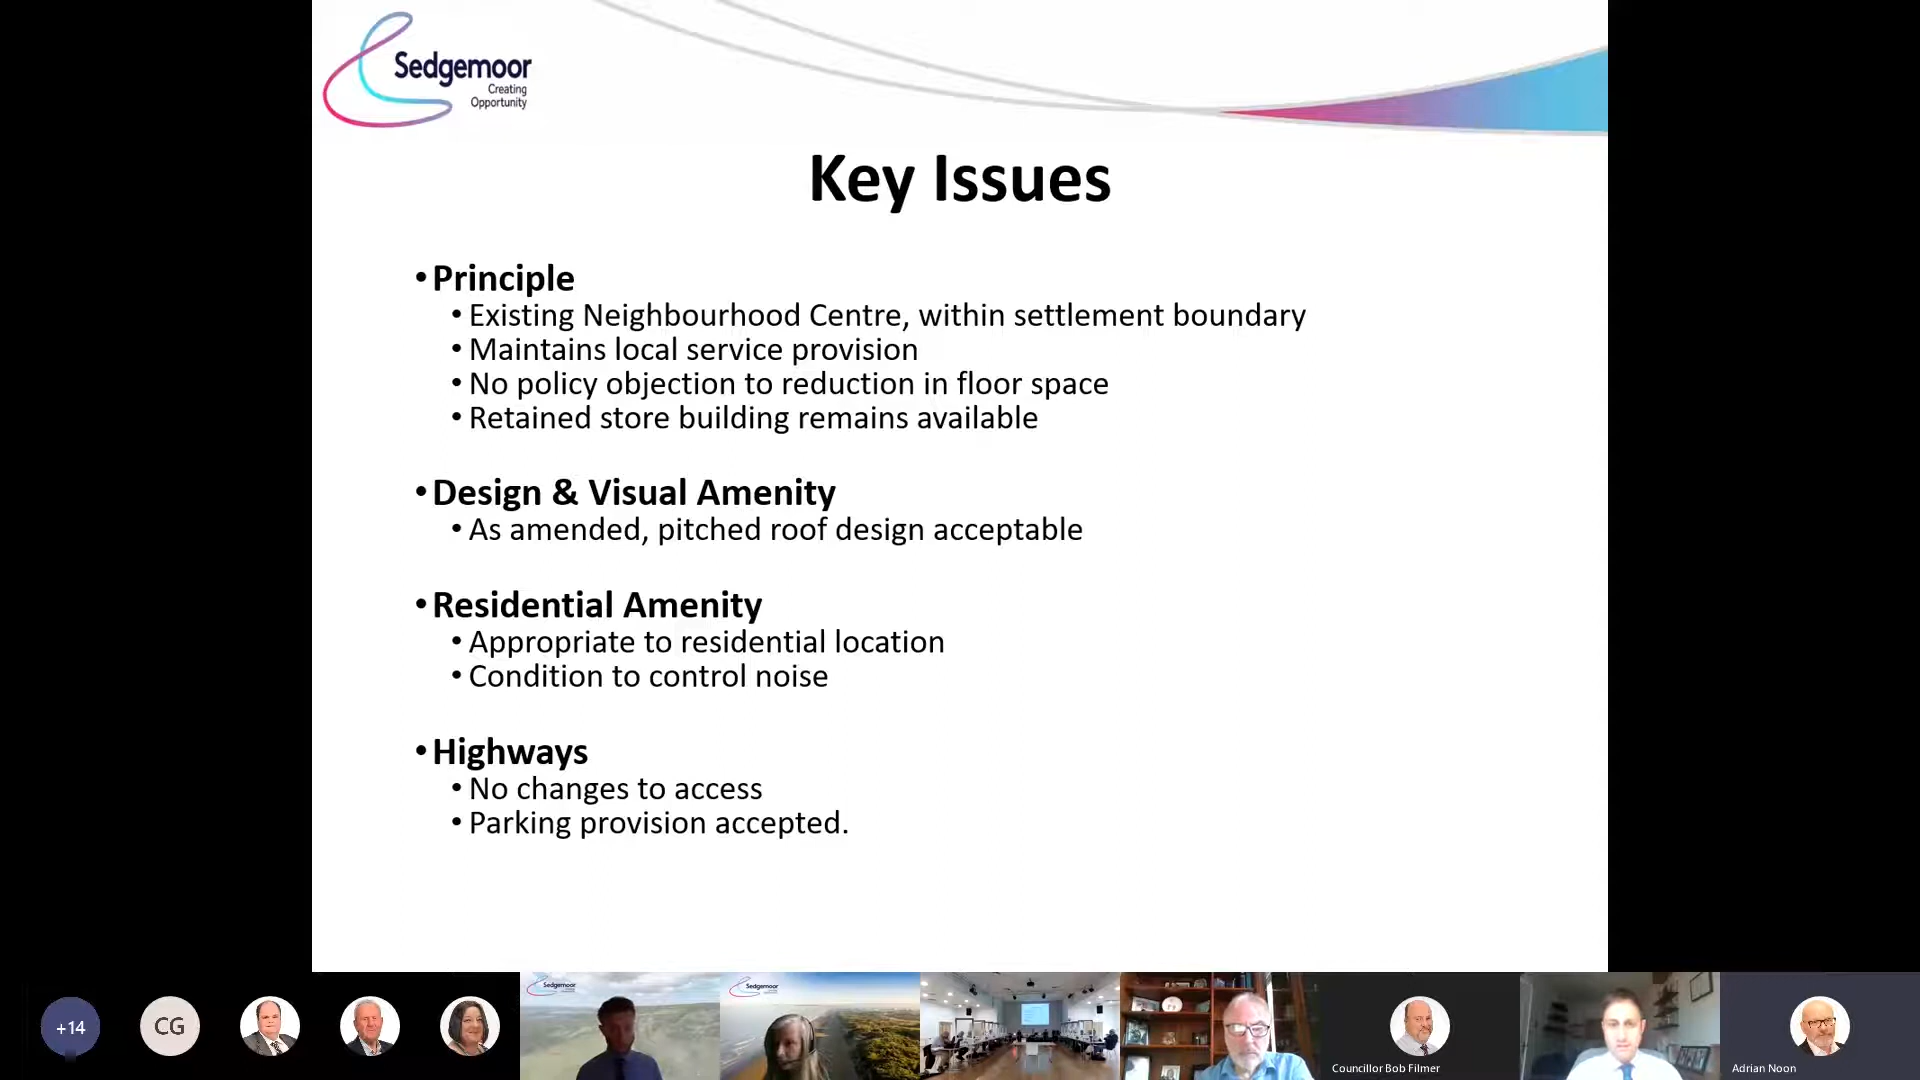 Sedgemoor
Creating
Opportunity
Key Issues
• Principle
• Existing Neighbourhood Centre, within settlement boundary
• Maintains local service provision
• No policy objection to reduction in floor space
• Retained store building remains available
• Design & Visual Amenity
• As amended, pitched roof design acceptable
• Residential Amenity
• Appropriate to residential location
• Condition to control noise
• Highways
• No changes to access
• Parking provision accepted.
+14
CG
Sedgemoor
Sedgemoor
Councillor Bob Filmer
Adrian Noon